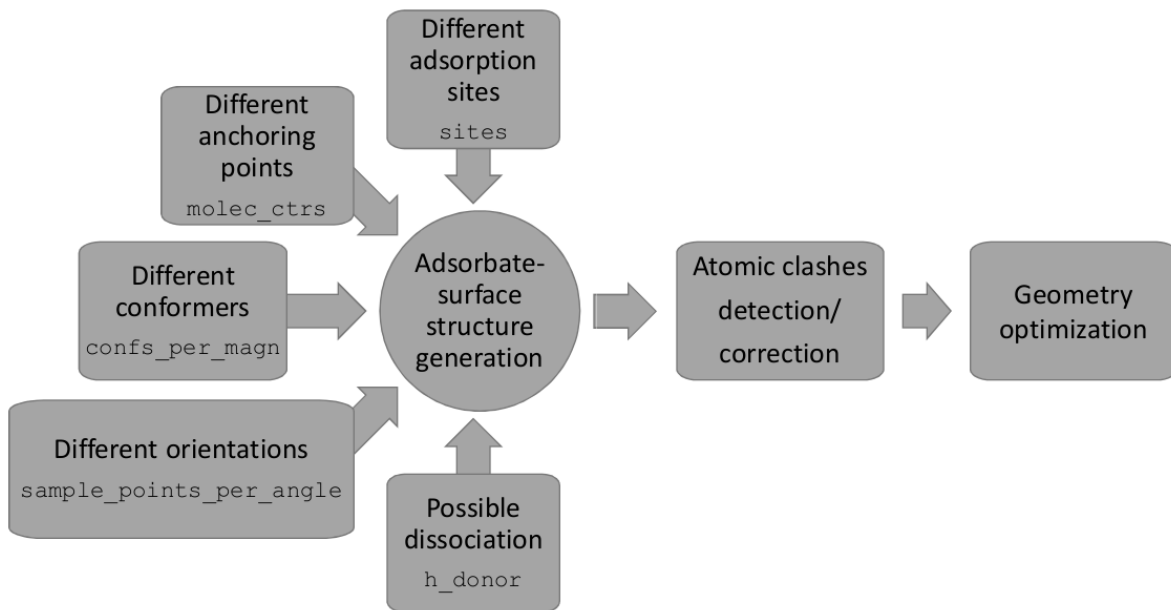 Different
adsorption
sites
sites
Different
anchoring
points
molec_ctrs
Different
conformers
confs_per_magn
Different orientations
sample_points_per_angle
Possible
dissociation
h_donor
Adsorbate-
surface
structure
generation
Atomic clashes
detection/
correction
Geometry
optimization